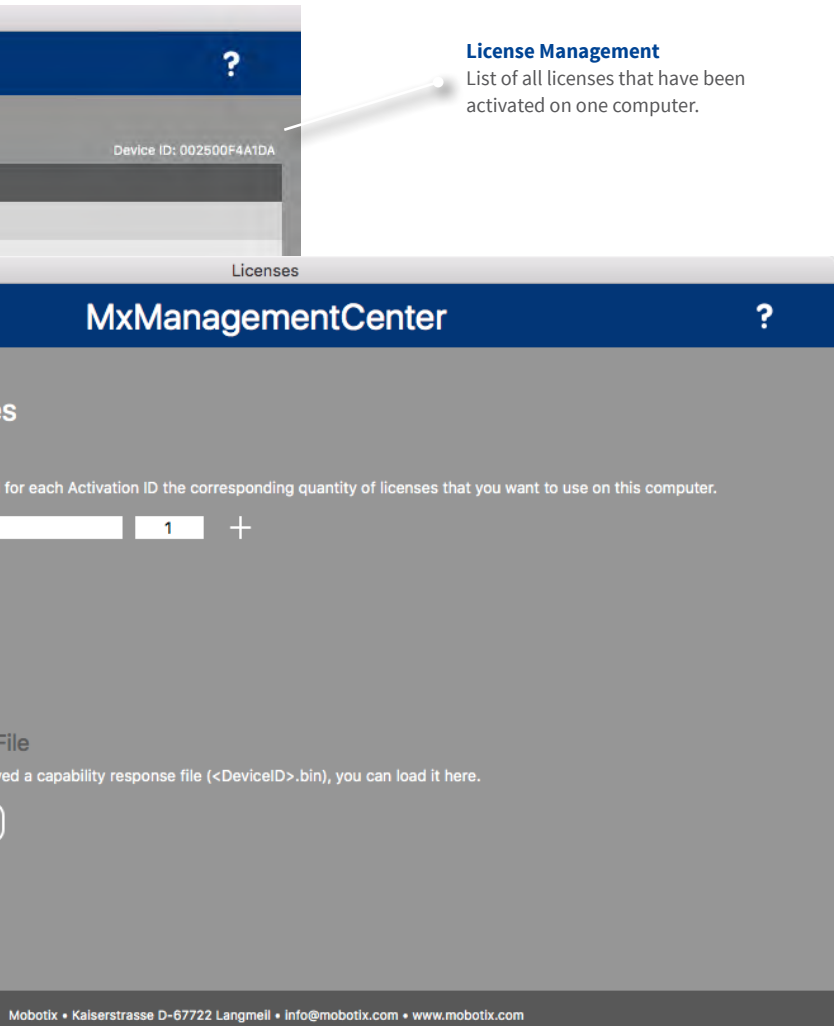 ?
License Management
List of all licenses that have been
activated on one computer.
Device ID: 002500F4A1DA
Licenses
MxManagementCenter
?
for each Activation ID the corresponding quantity of licenses that you want to use on this computer.
1
File
a capability response file (<DeviceID>.bin), you can load it here.
Mobotix • Kaiserstrasse D-67722 Langmeil • info@mobotix.com • www.mobotix.com